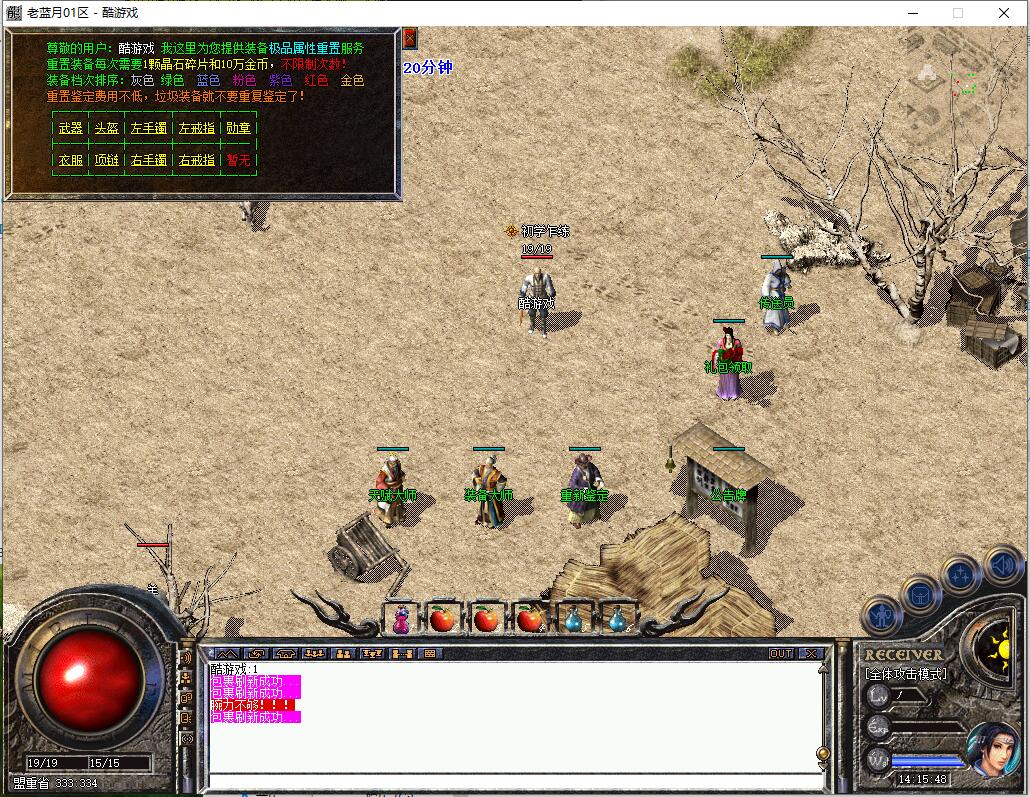 老蓝月01区 - 酷游戏
尊敬的用户: 酷游戏 我这里为您提供装备极品属性重置服务
重置装备每次需要1颗晶石碎片和10万金币, 不限制次数!
装备档次排序: 灰色 绿色 蓝色 粉色 紫色 红色 金色
重置鉴定费用不低, 垃圾装备就不要重复鉴定了!
武器 头盔 左手镯 左戒指 勋章
衣服 项链 右手镯 右戒指 暂无
20分钟
初学乍练
19/19
酷游戏
传送员
礼包领取
天赋大师
装备大师
重新鉴定
公告牌
羊
OUT
RECEIVER
[全体攻击模式]
Lv
Exp
酷游戏:1
包裹刷新成功...
包裹刷新成功...
腕力不够!!!
包裹刷新成功...
19/19
15/15
盟重省 333:334
14:15:48